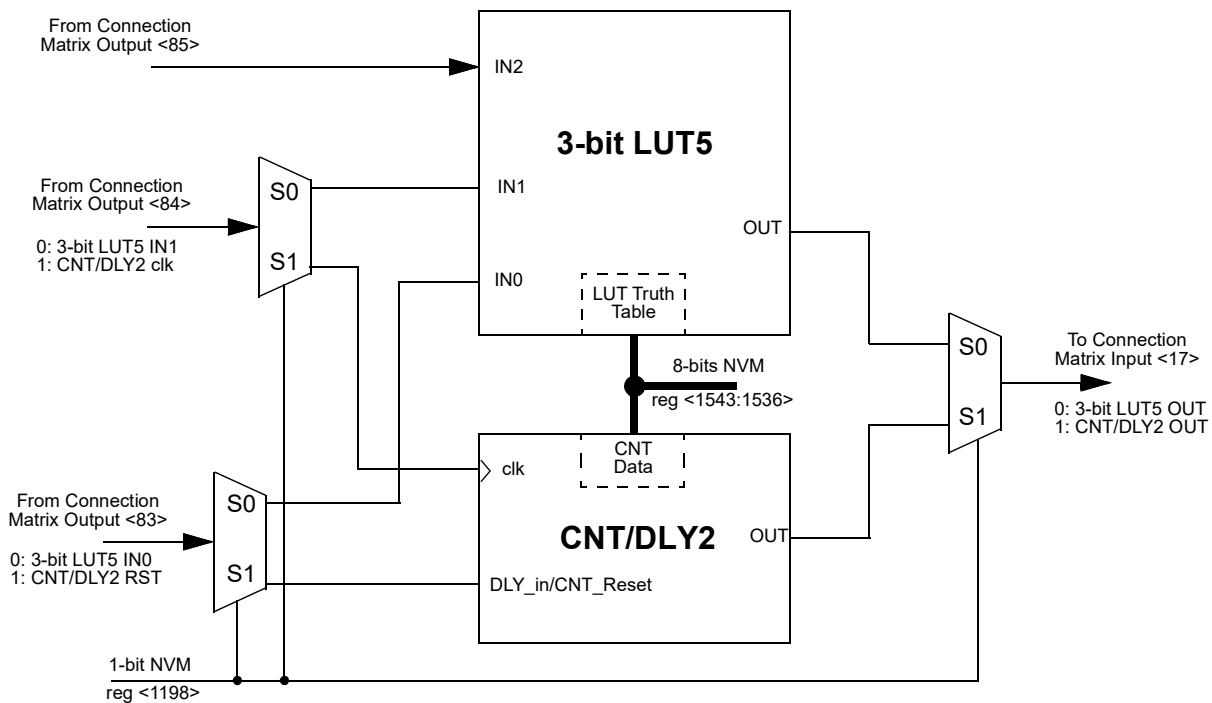 From Connection
Matrix Output <85>
IN2
3-bit LUT5
From Connection
Matrix Output <84>
0: 3-bit LUT5 IN1
1: CNT/DLY2 clk
S0
S1
IN1
IN0
OUT
LUT Truth
Table
8-bits NVM
reg <1543:1536>
S0
S1
To Connection
Matrix Input <17>
0: 3-bit LUT5 OUT
1: CNT/DLY2 OUT
CNT
Data
clk
CNT/DLY2
OUT
DLY_in/CNT_Reset
From Connection
Matrix Output <83>
0: 3-bit LUT5 IN0
1: CNT/DLY2 RST
S0
S1
1-bit NVM
reg <1198>